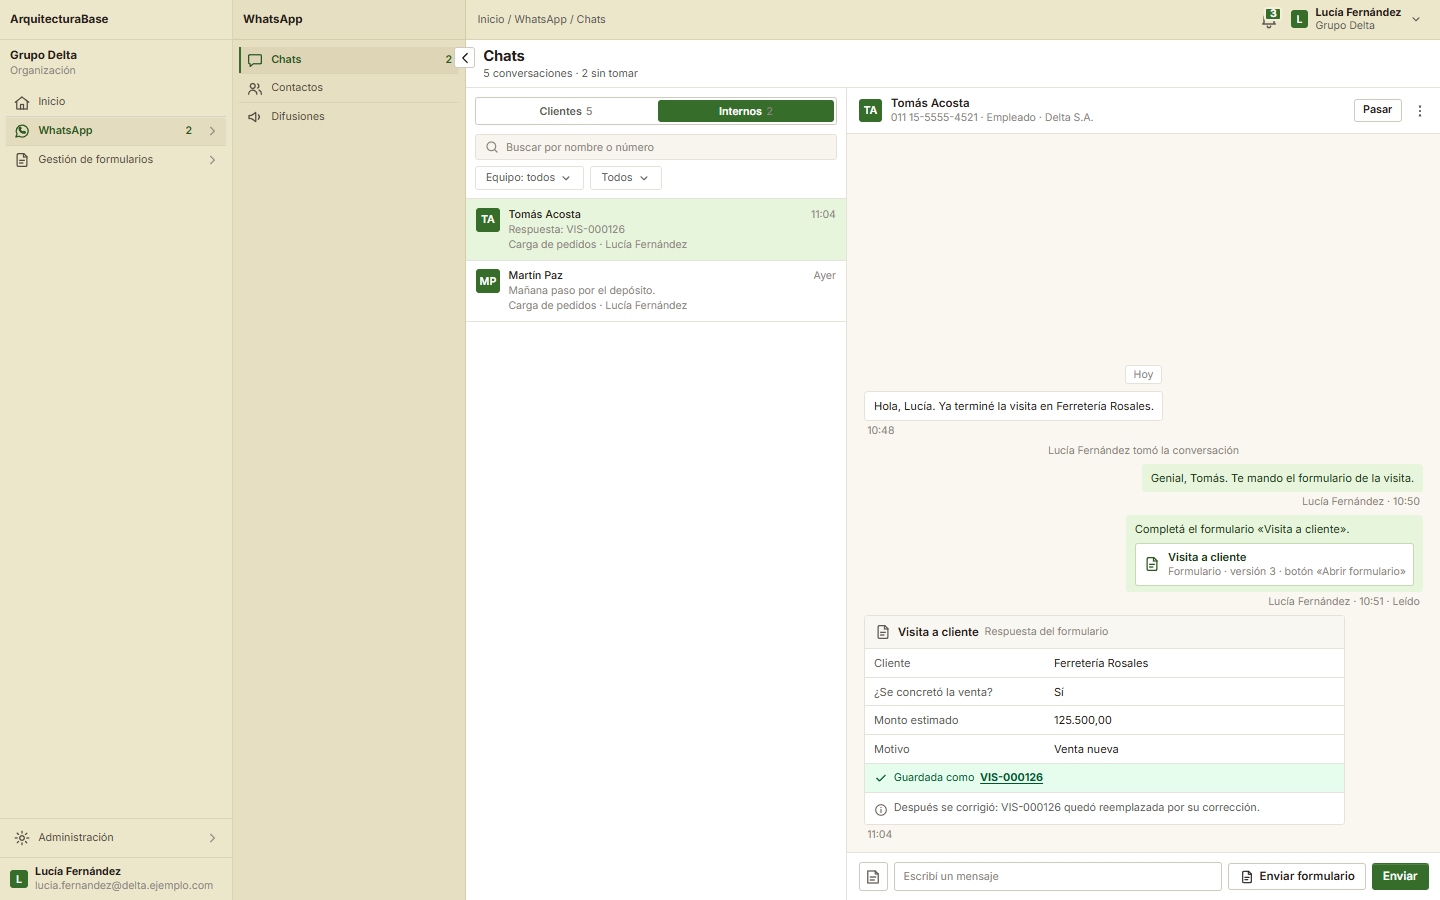 ArquitecturaBase
Grupo Delta
Organización
Inicio
WhatsApp 2
Gestión de formularios
Administración
L Lucía Fernández
lucia.fernandez@delta.ejemplo.com
WhatsApp
Chats 2
Contactos
Difusiones
Inicio / WhatsApp / Chats
3
L Lucía Fernández
Grupo Delta
Chats
5 conversaciones · 2 sin tomar
Clientes 5 Internos 2
Buscar por nombre o número
Equipo: todos Todos
TA Tomás Acosta 11:04
Respuesta: VIS-000126
Carga de pedidos · Lucía Fernández
MP Martín Paz Ayer
Mañana paso por el depósito.
Carga de pedidos · Lucía Fernández
TA Tomás Acosta
011 15-5555-4521 · Empleado · Delta S.A.
Pasar
Hoy
Hola, Lucía. Ya terminé la visita en Ferretería Rosales.
10:48
Lucía Fernández tomó la conversación
Genial, Tomás. Te mando el formulario de la visita.
Lucía Fernández · 10:50
Completá el formulario «Visita a cliente».
Visita a cliente
Formulario · versión 3 · botón «Abrir formulario»
Lucía Fernández · 10:51 · Leído
Visita a cliente Respuesta del formulario
Cliente Ferretería Rosales
¿Se concretó la venta? Sí
Monto estimado 125.500,00
Motivo Venta nueva
Guardada como VIS-000126
Después se corrigió: VIS-000126 quedó reemplazada por su corrección.
11:04
Escribí un mensaje
Enviar formulario
Enviar